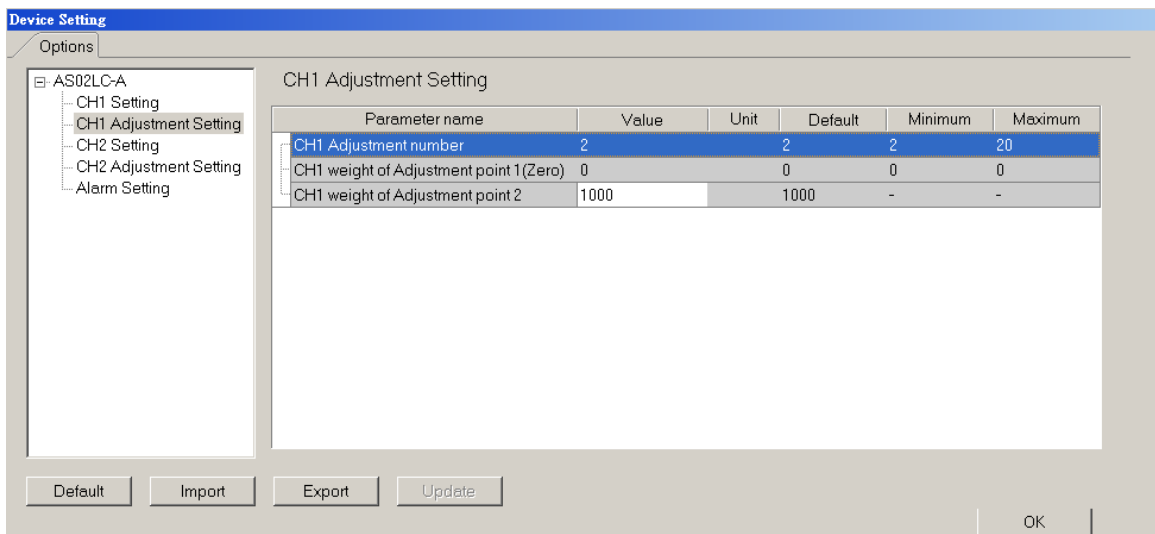 Device Setting
Options
AS02LC-A
CH1 Setting
CH1 Adjustment Setting
CH2 Setting
CH2 Adjustment Setting
Alarm Setting
CH1 Adjustment Setting
Parameter name Value Unit Default Minimum Maximum
CH1 Adjustment number 2 2 2 20
CH1 weight of Adjustment point 1(Zero) 0 0 0 0
CH1 weight of Adjustment point 2 1000 1000 - -
Default Import Export Update
OK